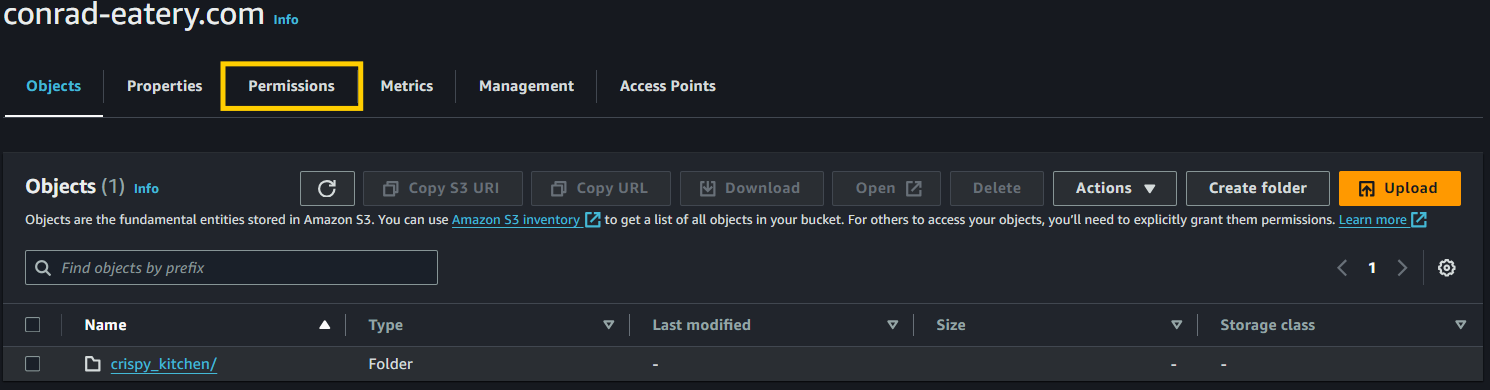 conrad-eatery.com Info
Objects Properties Permissions Metrics Management Access Points
Objects (1) Info Copy S3 URI Copy URL Download Open Delete Actions Create folder Upload
Objects are the fundamental entities stored in Amazon S3. You can use Amazon S3 inventory to get a list of all objects in your bucket. For others to access your objects, you'll need to explicitly grant them permissions. Learn more
Find objects by prefix 1
Name Type Last modified Size Storage class
crispy_kitchen/ Folder - - -